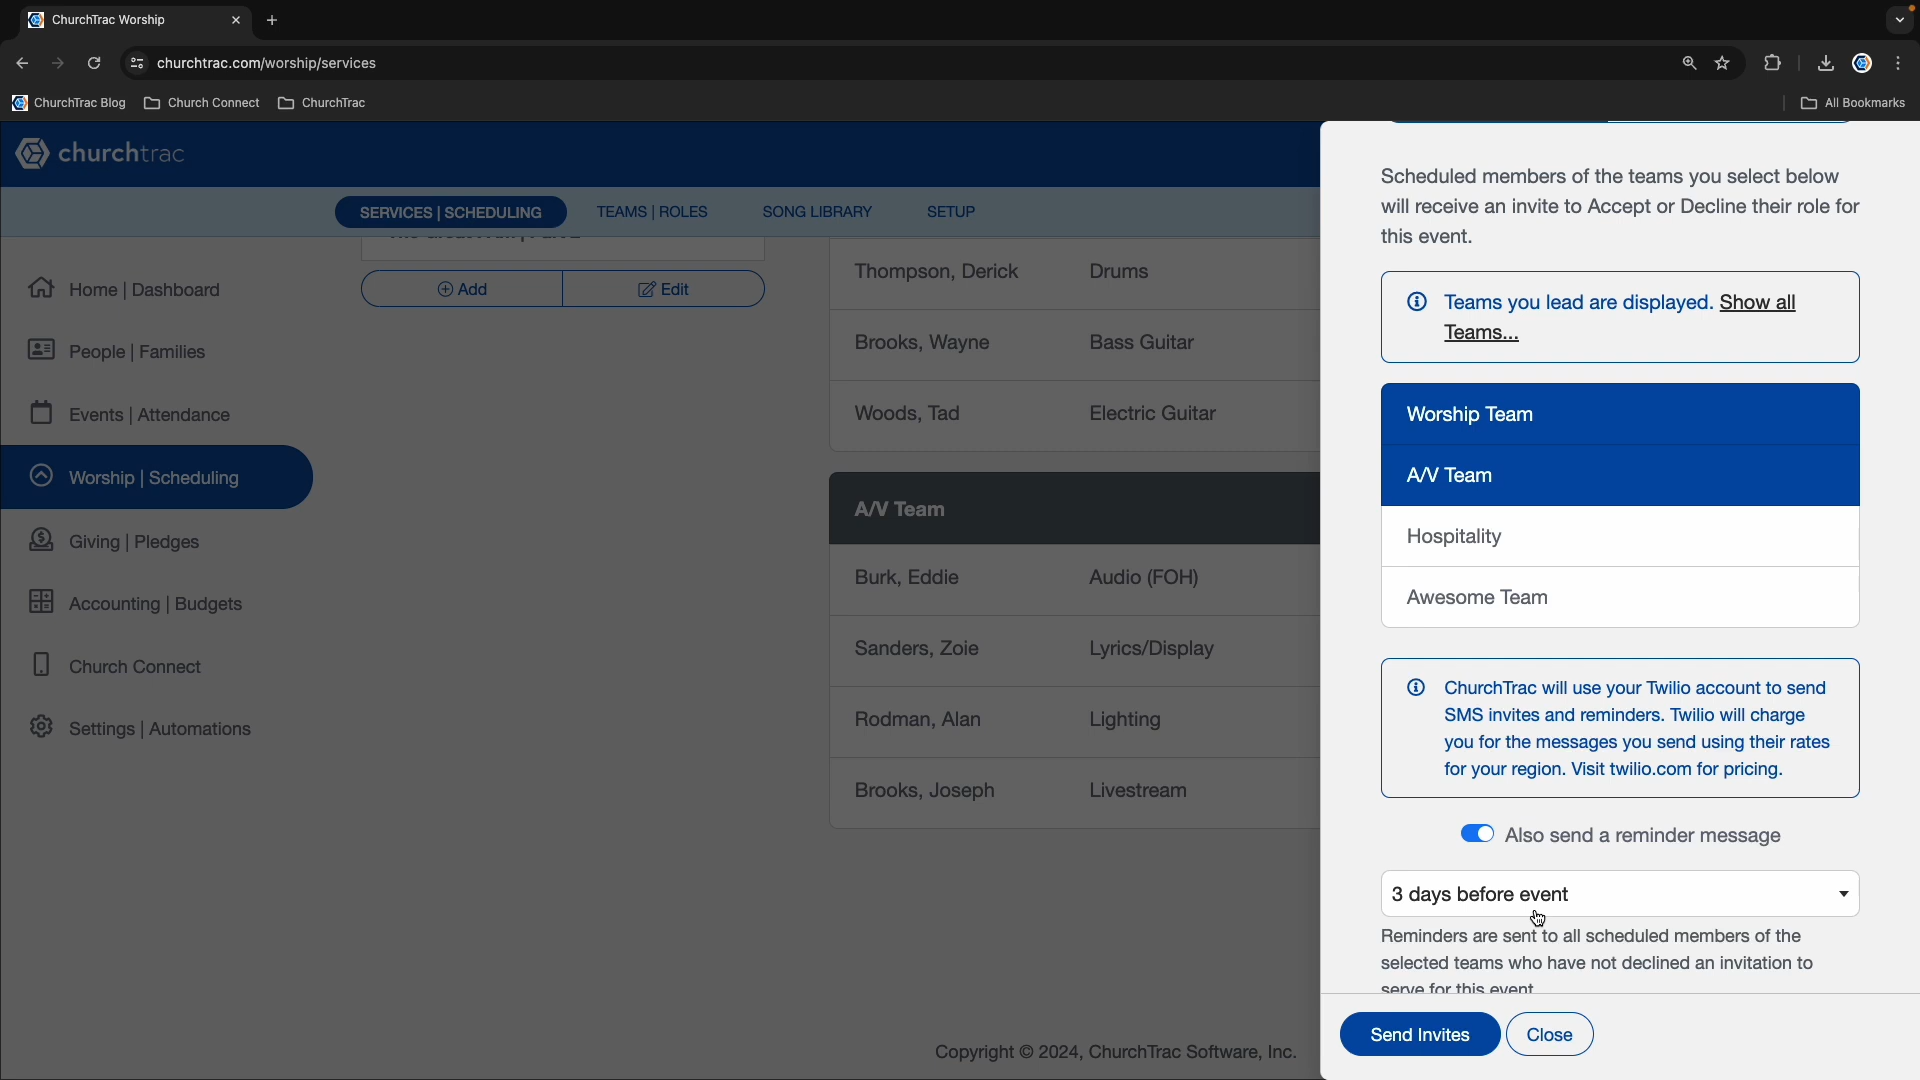 ChurchTrac Worship
churchtrac.com/worship/services
ChurchTrac Blog
Church Connect
ChurchTrac
All Bookmarks
churchtrac
SERVICES | SCHEDULING
TEAMS | ROLES
SONG LIBRARY
SETUP
Home | Dashboard
People | Families
Events | Attendance
Worship | Scheduling
Giving | Pledges
Accounting | Budgets
Church Connect
Settings | Automations
Add
Edit
Thompson, Derick Drums
Brooks, Wayne Bass Guitar
Woods, Tad Electric Guitar
A/V Team
Burk, Eddie Audio (FOH)
Sanders, Zoie Lyrics/Display
Rodman, Alan Lighting
Brooks, Joseph Livestream
Copyright © 2024, ChurchTrac Software, Inc.
Scheduled members of the teams you select below
will receive an invite to Accept or Decline their role for
this event.
Teams you lead are displayed. Show all
Teams...
Worship Team
A/V Team
Hospitality
Awesome Team
ChurchTrac will use your Twilio account to send
SMS invites and reminders. Twilio will charge
you for the messages you send using their rates
for your region. Visit twilio.com for pricing.
Also send a reminder message
3 days before event
Reminders are sent to all scheduled members of the
selected teams who have not declined an invitation to
serve for this event
Send Invites
Close